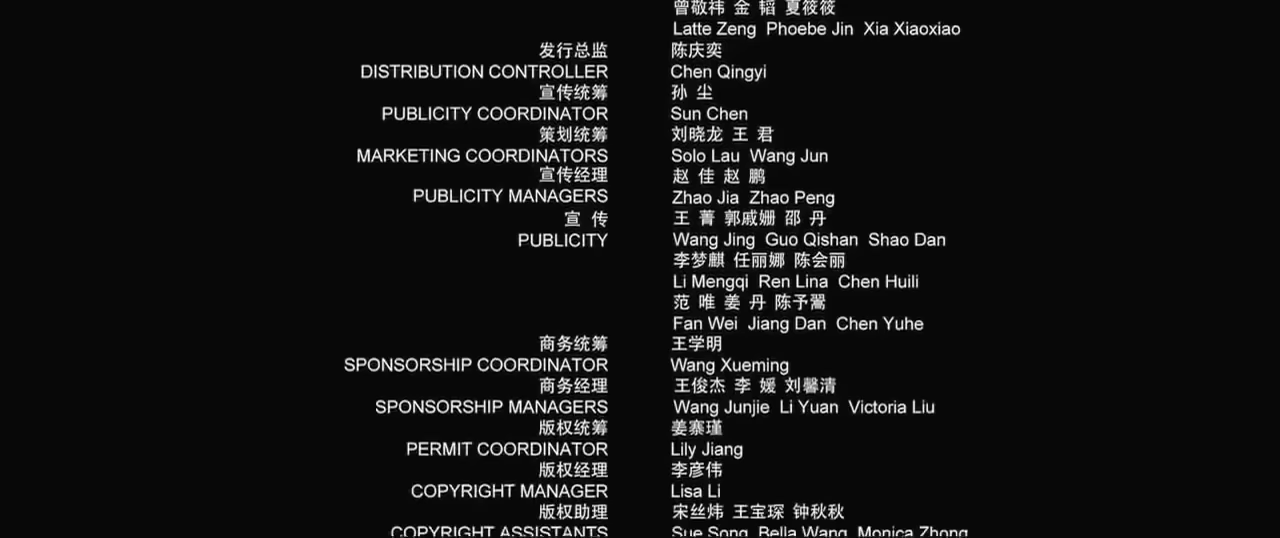 曾敬祎 金 韬 夏筱筱
Latte Zeng Phoebe Jin Xia Xiaoxiao
发行总监 陈庆奕
DISTRIBUTION CONTROLLER Chen Qingyi
宣传统筹 孙 尘
PUBLICITY COORDINATOR Sun Chen
策划统筹 刘晓龙 王 君
MARKETING COORDINATORS Solo Lau Wang Jun
宣传经理 赵 佳 赵 鹏
PUBLICITY MANAGERS Zhao Jia Zhao Peng
宣 传 王 菁 郭戚姗 邵 丹
PUBLICITY Wang Jing Guo Qishan Shao Dan
李梦麒 任丽娜 陈会丽
Li Mengqi Ren Lina Chen Huili
范 唯 姜 丹 陈予翯
Fan Wei Jiang Dan Chen Yuhe
商务统筹 王学明
SPONSORSHIP COORDINATOR Wang Xueming
商务经理 王俊杰 李 媛 刘馨清
SPONSORSHIP MANAGERS Wang Junjie Li Yuan Victoria Liu
版权统筹 姜寨瑾
PERMIT COORDINATOR Lily Jiang
版权经理 李彦伟
COPYRIGHT MANAGER Lisa Li
版权助理 宋丝炜 王宝琛 钟秋秋
COPYRIGHT ASSISTANTS Sue Song Bella Wang Monica Zhong